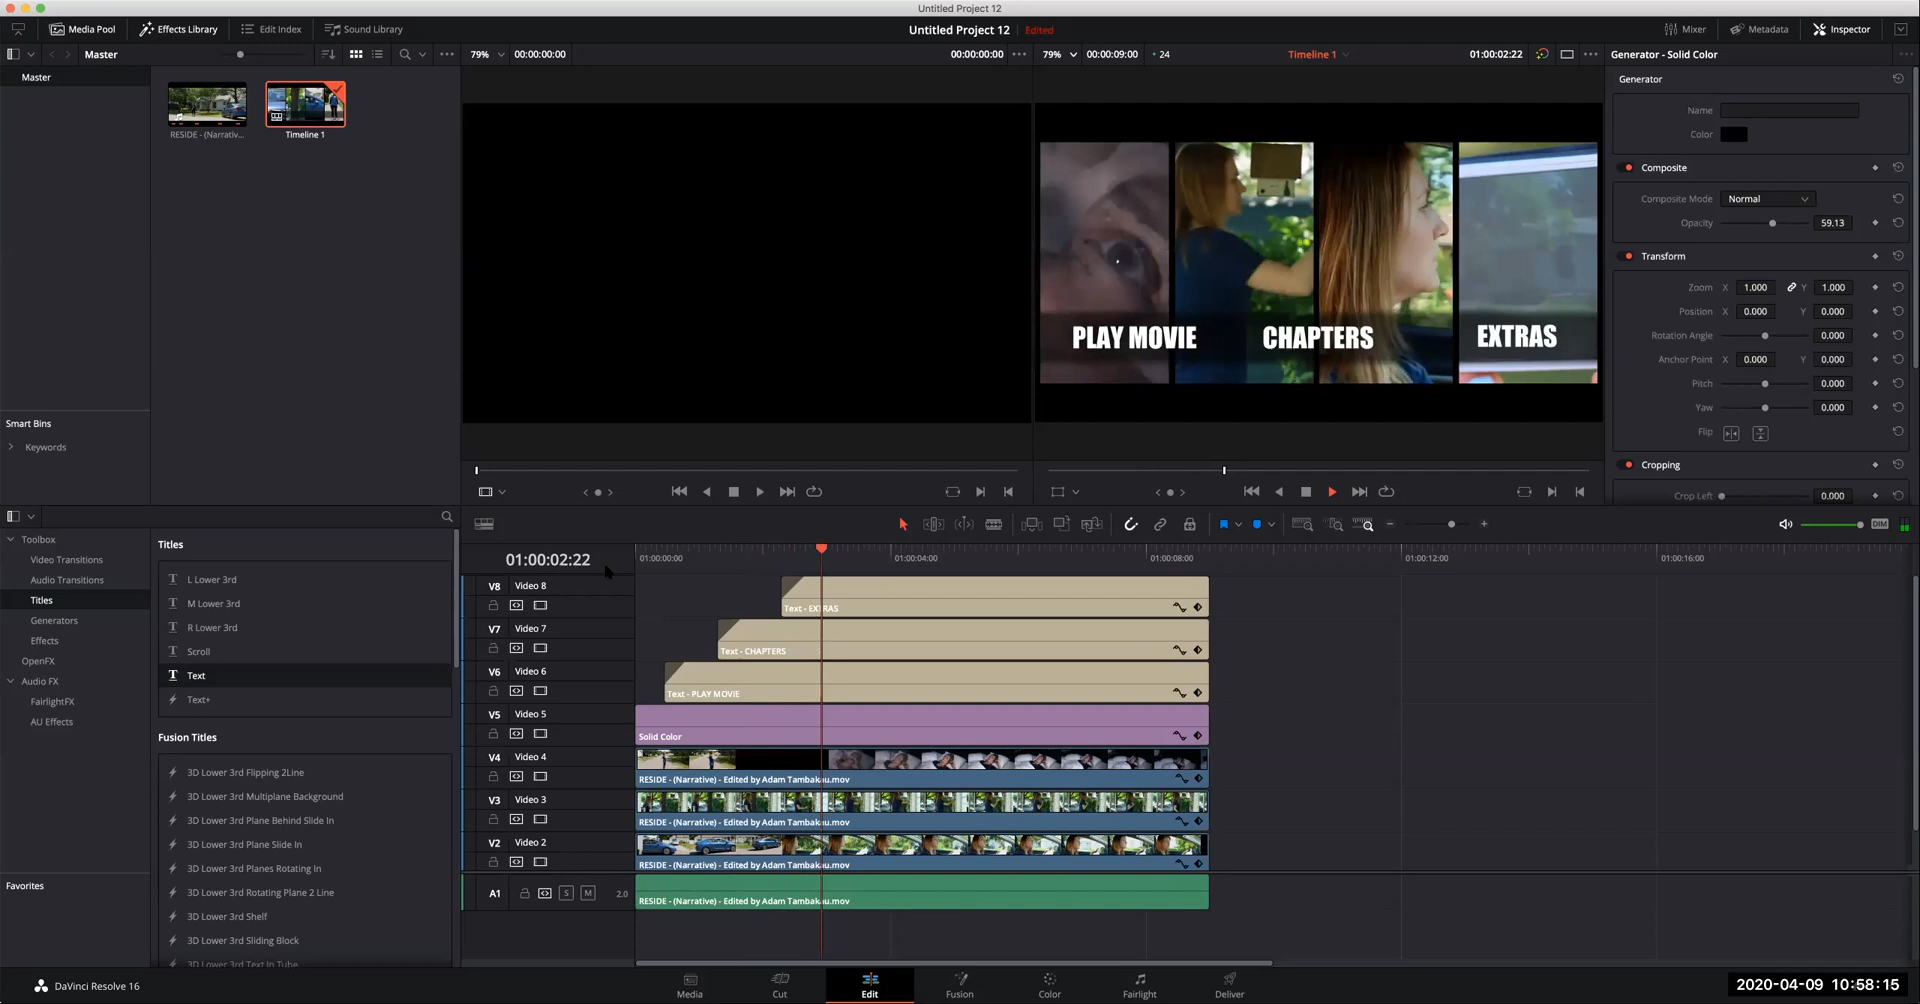 Untitled Project 12
Media Pool Effects Library Edit Index Sound Library Untitled Project 12 Edited Mixer Metadata Inspector
Master 79% 00:00:00:00 00:00:00:00 79% 00:00:09:00 24 Timeline 1 01:00:02:22 Generator - Solid Color
Master
RESIDE - (Narrativ...
Timeline 1
Smart Bins
Keywords
PLAY MOVIE
CHAPTERS
EXTRAS
Generator
Name
Color
Composite
Composite Mode Normal
Opacity 59.13
Transform
Zoom X 1.000 Y 1.000
Position X 0.000 Y 0.000
Rotation Angle 0.000
Anchor Point X 0.000 Y 0.000
Pitch 0.000
Yaw 0.000
Flip
Cropping
Crop Left 0.000
Toolbox
Video Transitions
Audio Transitions
Titles
Generators
Effects
OpenFX
Audio FX
FairlightFX
AU Effects
Favorites
Titles
L Lower 3rd
M Lower 3rd
R Lower 3rd
Scroll
Text
Text+
Fusion Titles
3D Lower 3rd Flipping 2Line
3D Lower 3rd Multiplane Background
3D Lower 3rd Plane Behind Slide In
3D Lower 3rd Plane Slide In
3D Lower 3rd Planes Rotating In
3D Lower 3rd Rotating Plane 2 Line
3D Lower 3rd Shelf
3D Lower 3rd Sliding Block
3D Lower 3rd Text In Tube
DIM
01:00:02:22 01:00:00:00 01:00:04:00 01:00:08:00 01:00:12:00 01:00:16:00
V8 Video 8
Text - EXTRAS
V7 Video 7
Text - CHAPTERS
V6 Video 6
Text - PLAY MOVIE
V5 Video 5
Solid Color
V4 Video 4
RESIDE - (Narrative) - Edited by Adam Tambakau.mov
V3 Video 3
RESIDE - (Narrative) - Edited by Adam Tambakau.mov
V2 Video 2
RESIDE - (Narrative) - Edited by Adam Tambakau.mov
A1 S M 2.0
RESIDE - (Narrative) - Edited by Adam Tambakau.mov
DaVinci Resolve 16
Media Cut Edit Fusion Color Fairlight Deliver
2020-04-09 10:58:15